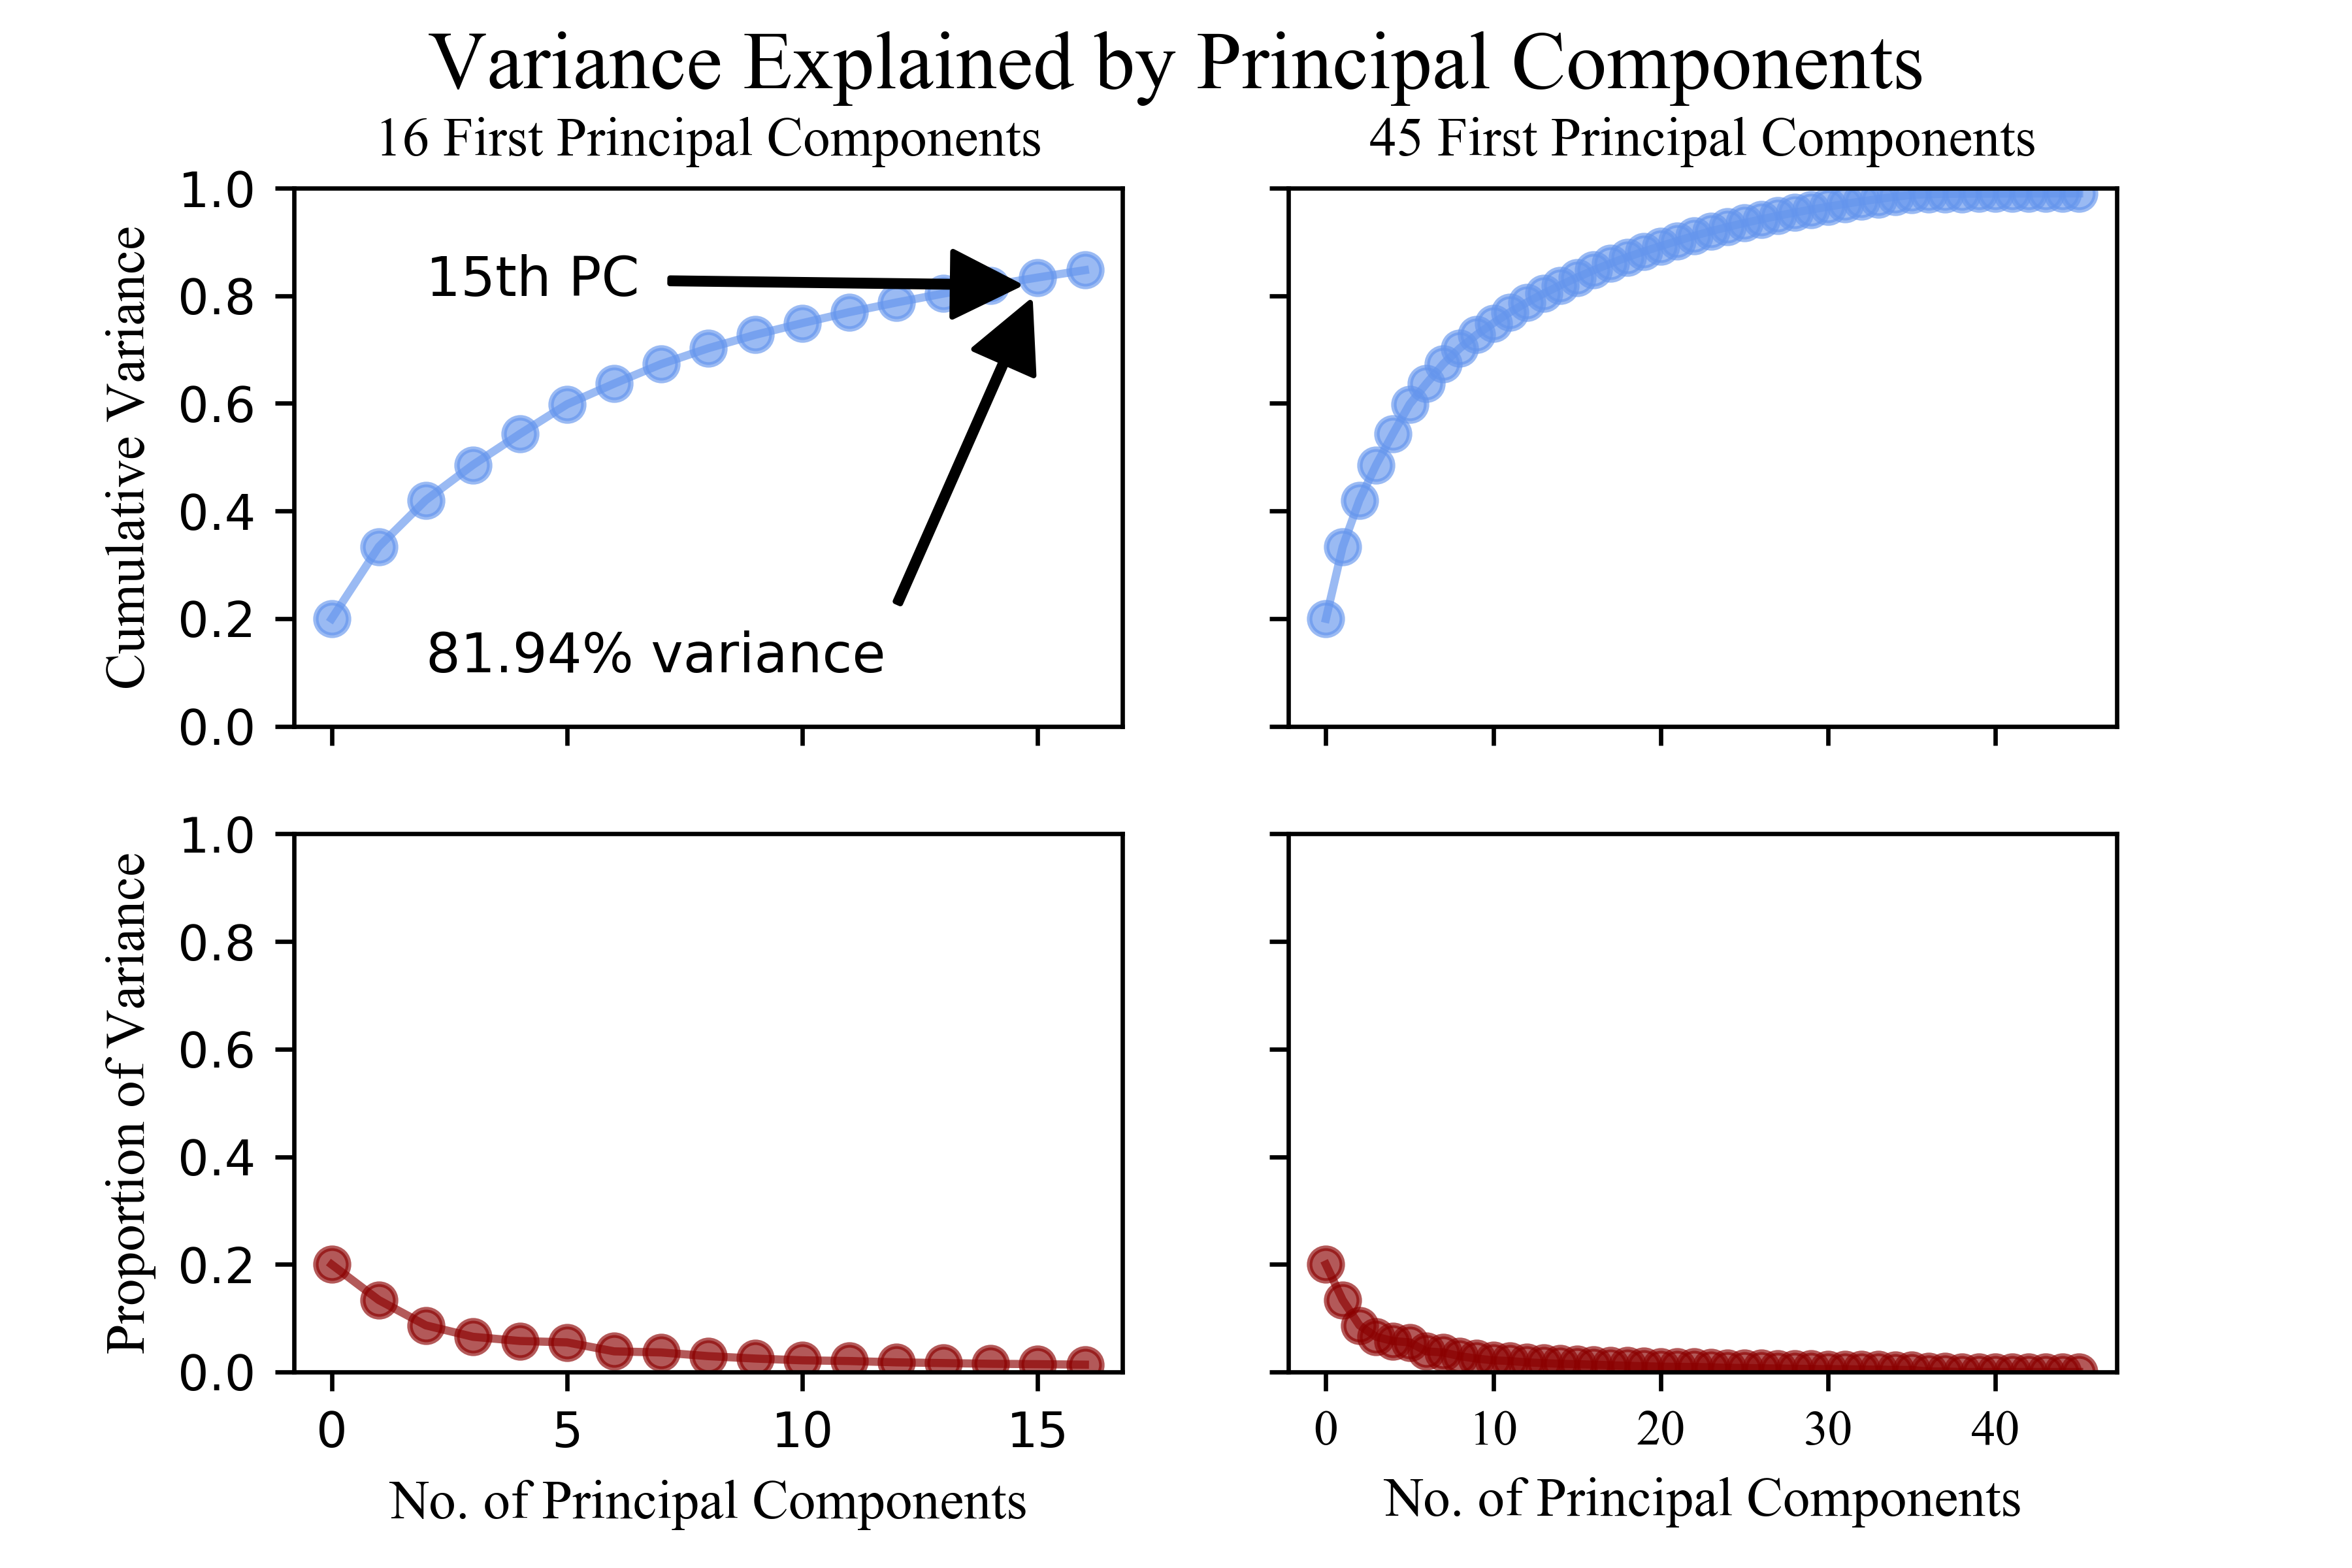 Variance Explained by Principal Components
16 First Principal Components
45 First Principal Components
Cumulative Variance
1.0
0.8
0.6
0.4
0.2
0.0
15th PC
81.94% variance
Proportion of Variance
1.0
0.8
0.6
0.4
0.2
0.0
0 5 10 15
No. of Principal Components
0 10 20 30 40
No. of Principal Components